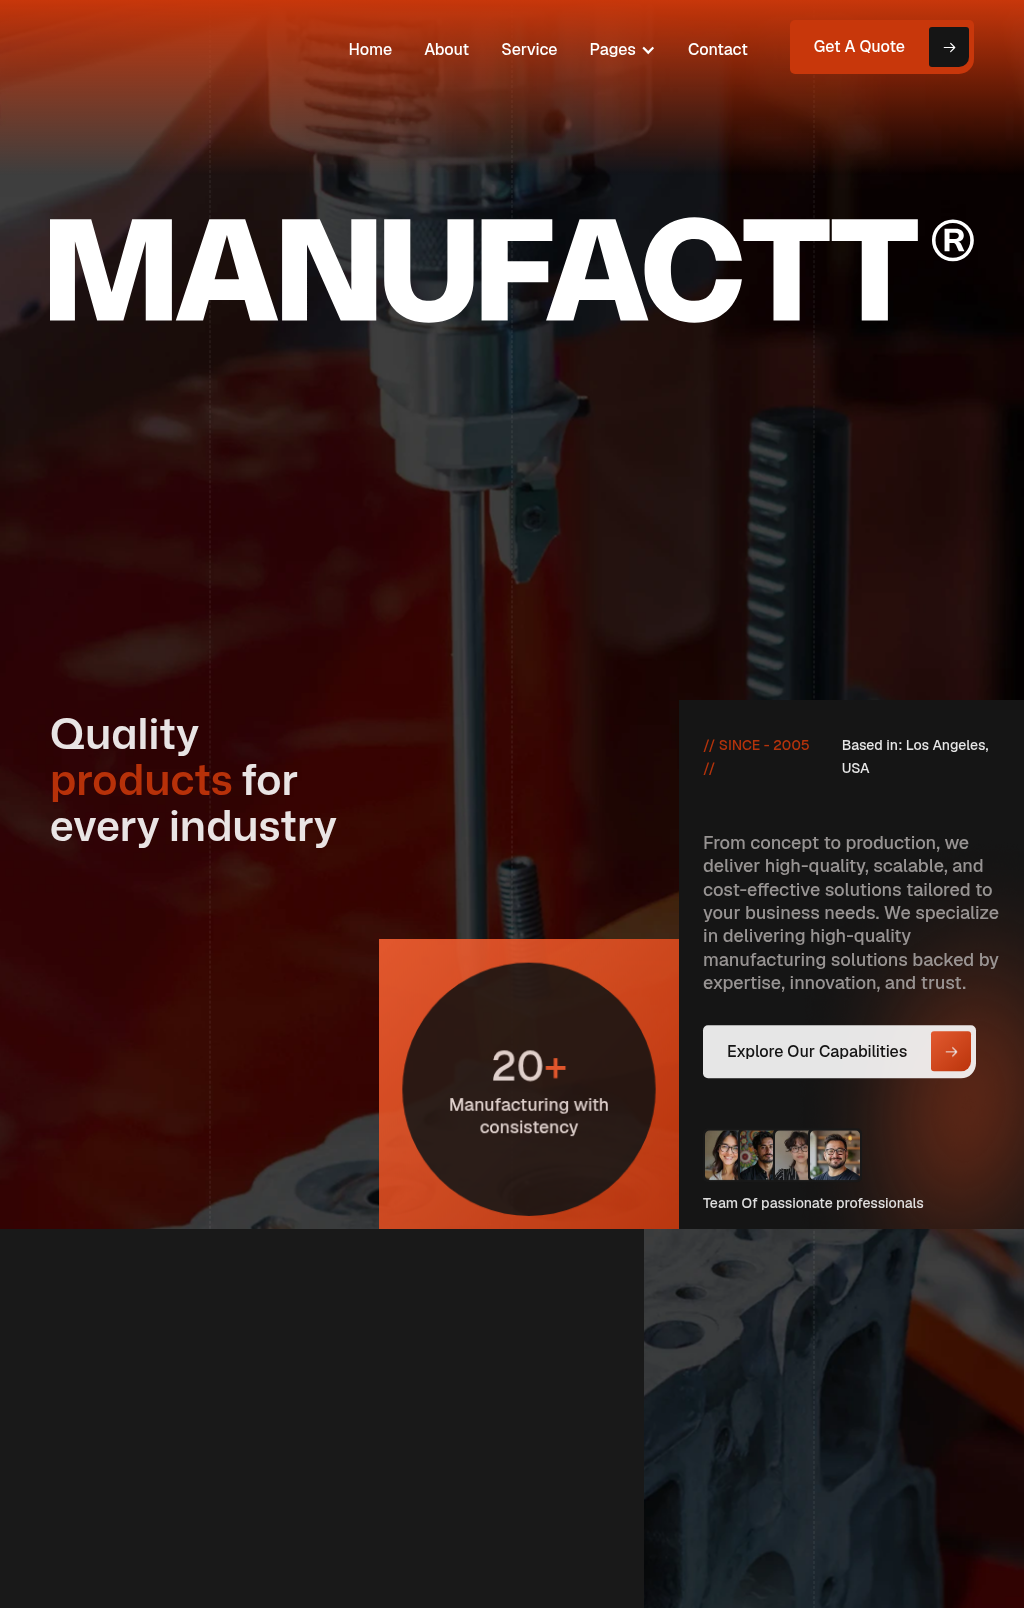 Home About Service Pages Contact Get A Quote
MANUFACTT®
Quality
products for
every industry
// SINCE - 2005
//
Based in: Los Angeles,
USA
From concept to production, we
deliver high-quality, scalable, and
cost-effective solutions tailored to
your business needs. We specialize
in delivering high-quality
manufacturing solutions backed by
expertise, innovation, and trust.
20+
Manufacturing with
consistency
Explore Our Capabilities
Team Of passionate professionals